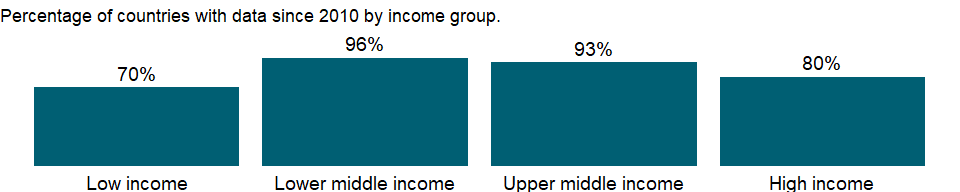 Percentage of countries with data since 2010 by income group.
96%
93%
80%
70%
Low income
Lower middle income
Upper middle income
High income